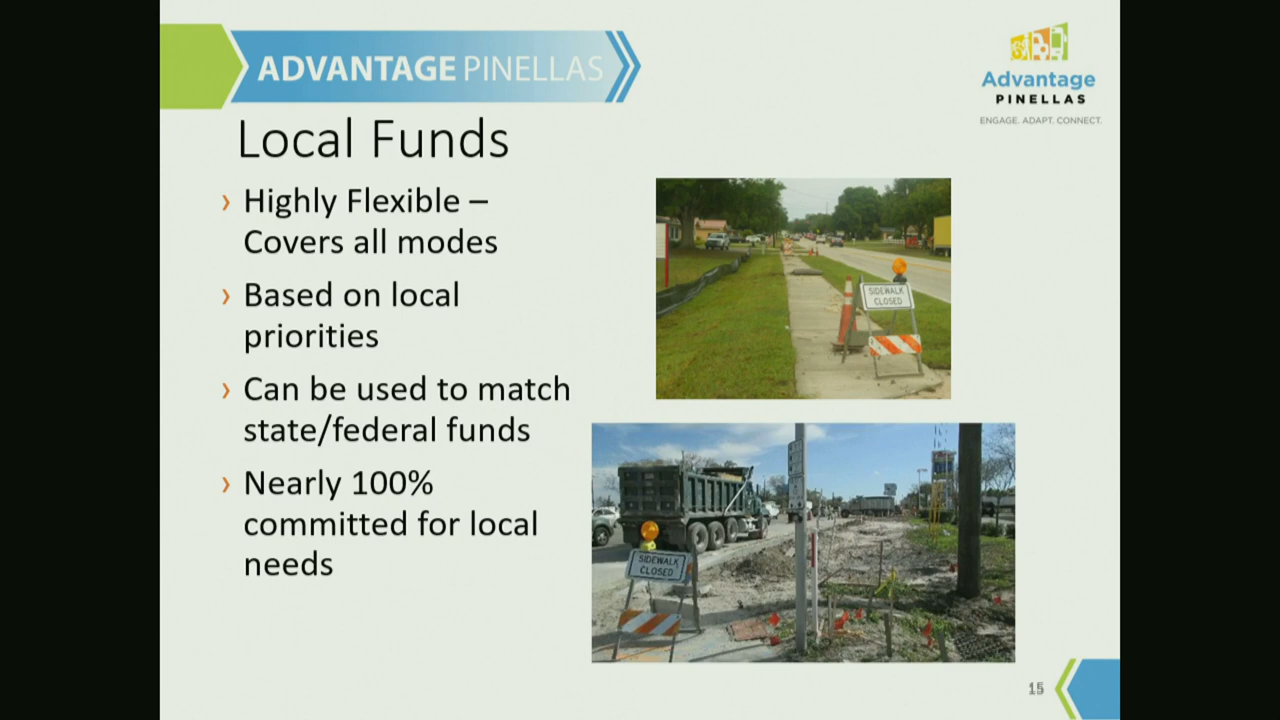 ADVANTAGE PINELLAS
Advantage
PINELLAS
ENGAGE. ADAPT. CONNECT.
Local Funds
› Highly Flexible –
Covers all modes
› Based on local
priorities
› Can be used to match
state/federal funds
› Nearly 100%
committed for local
needs
SIDEWALK
CLOSED
SIDEWALK
CLOSED
15